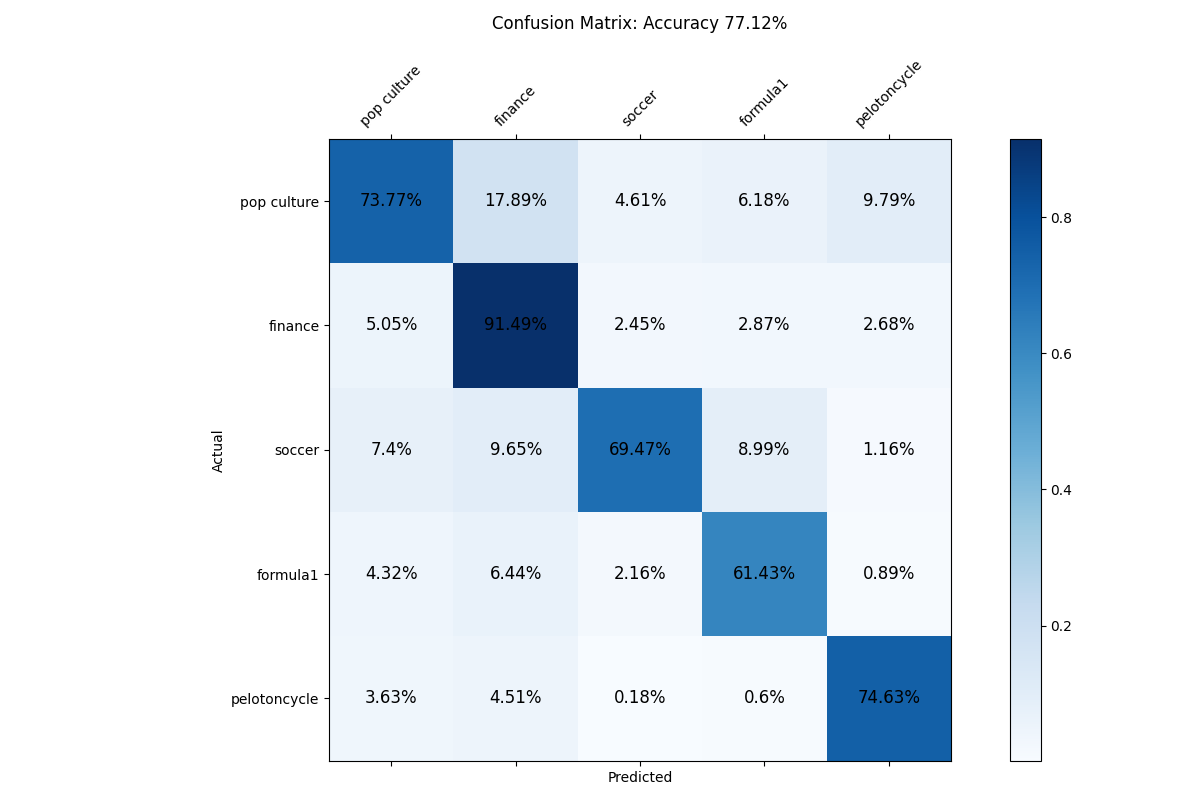 Confusion Matrix: Accuracy 77.12%
pop culture finance soccer formula1 pelotoncycle
pop culture 73.77% 17.89% 4.61% 6.18% 9.79%
finance 5.05% 91.49% 2.45% 2.87% 2.68%
soccer 7.4% 9.65% 69.47% 8.99% 1.16%
formula1 4.32% 6.44% 2.16% 61.43% 0.89%
pelotoncycle 3.63% 4.51% 0.18% 0.6% 74.63%
Actual
Predicted
0.8
0.6
0.4
0.2